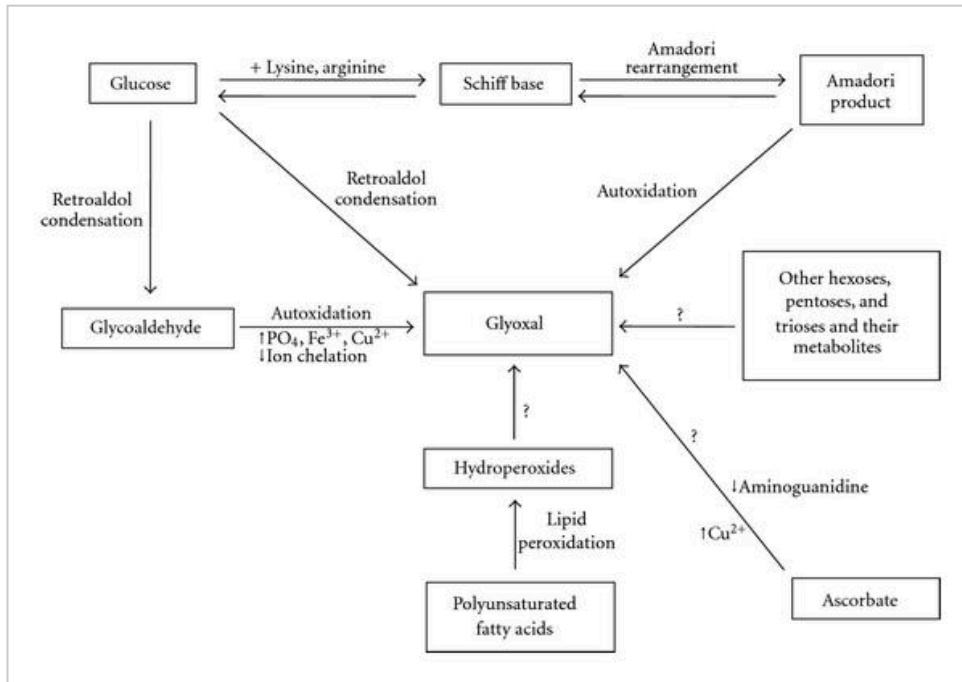 + Lysine, arginine
Amadori
rearrangement
Glucose
Schiff base
Amadori
product
Retroaldol
condensation
Retroaldol
condensation
Autoxidation
Glycoaldehyde
Autoxidation
↑PO₄, Fe³⁺, Cu²⁺
↓Ion chelation
Glyoxal
?
Other hexoses,
pentoses, and
trioses and their
metabolites
?
Hydroperoxides
?
↓Aminoguanidine
↑Cu²⁺
Lipid
peroxidation
Polyunsaturated
fatty acids
Ascorbate